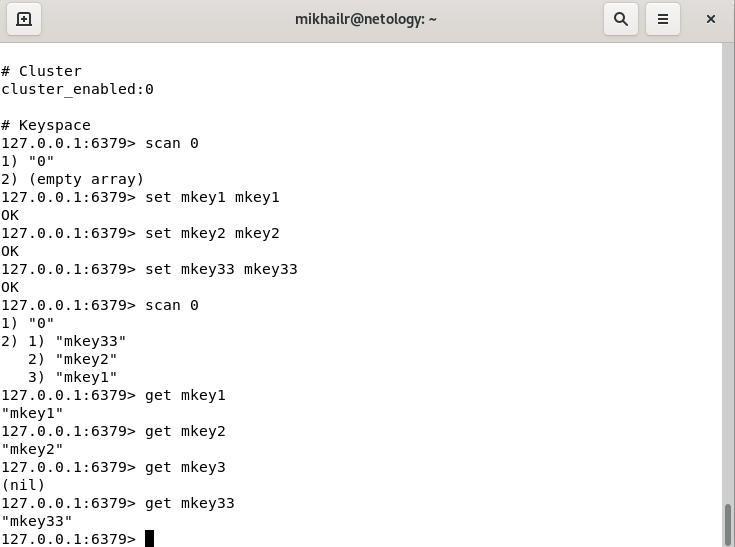 mikhailr@netology: ~
# Cluster
cluster_enabled:0
# Keyspace
127.0.0.1:6379> scan 0
1) "0"
2) (empty array)
127.0.0.1:6379> set mkey1 mkey1
OK
127.0.0.1:6379> set mkey2 mkey2
OK
127.0.0.1:6379> set mkey33 mkey33
OK
127.0.0.1:6379> scan 0
1) "0"
2) 1) "mkey33"
   2) "mkey2"
   3) "mkey1"
127.0.0.1:6379> get mkey1
"mkey1"
127.0.0.1:6379> get mkey2
"mkey2"
127.0.0.1:6379> get mkey3
(nil)
127.0.0.1:6379> get mkey33
"mkey33"
127.0.0.1:6379>